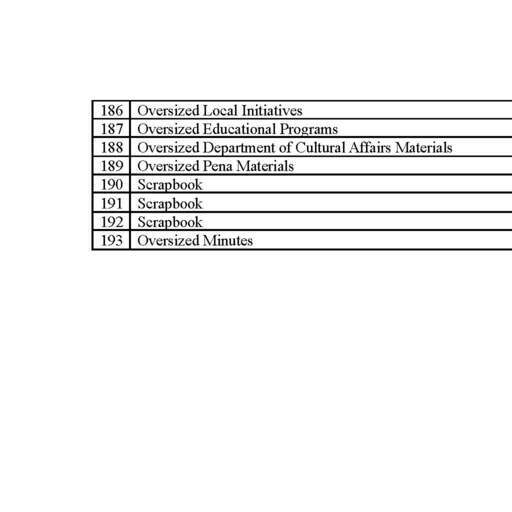 186 Oversized Local Initiatives
187 Oversized Educational Programs
188 Oversized Department of Cultural Affairs Materials
189 Oversized Pena Materials
190 Scrapbook
191 Scrapbook
192 Scrapbook
193 Oversized Minutes